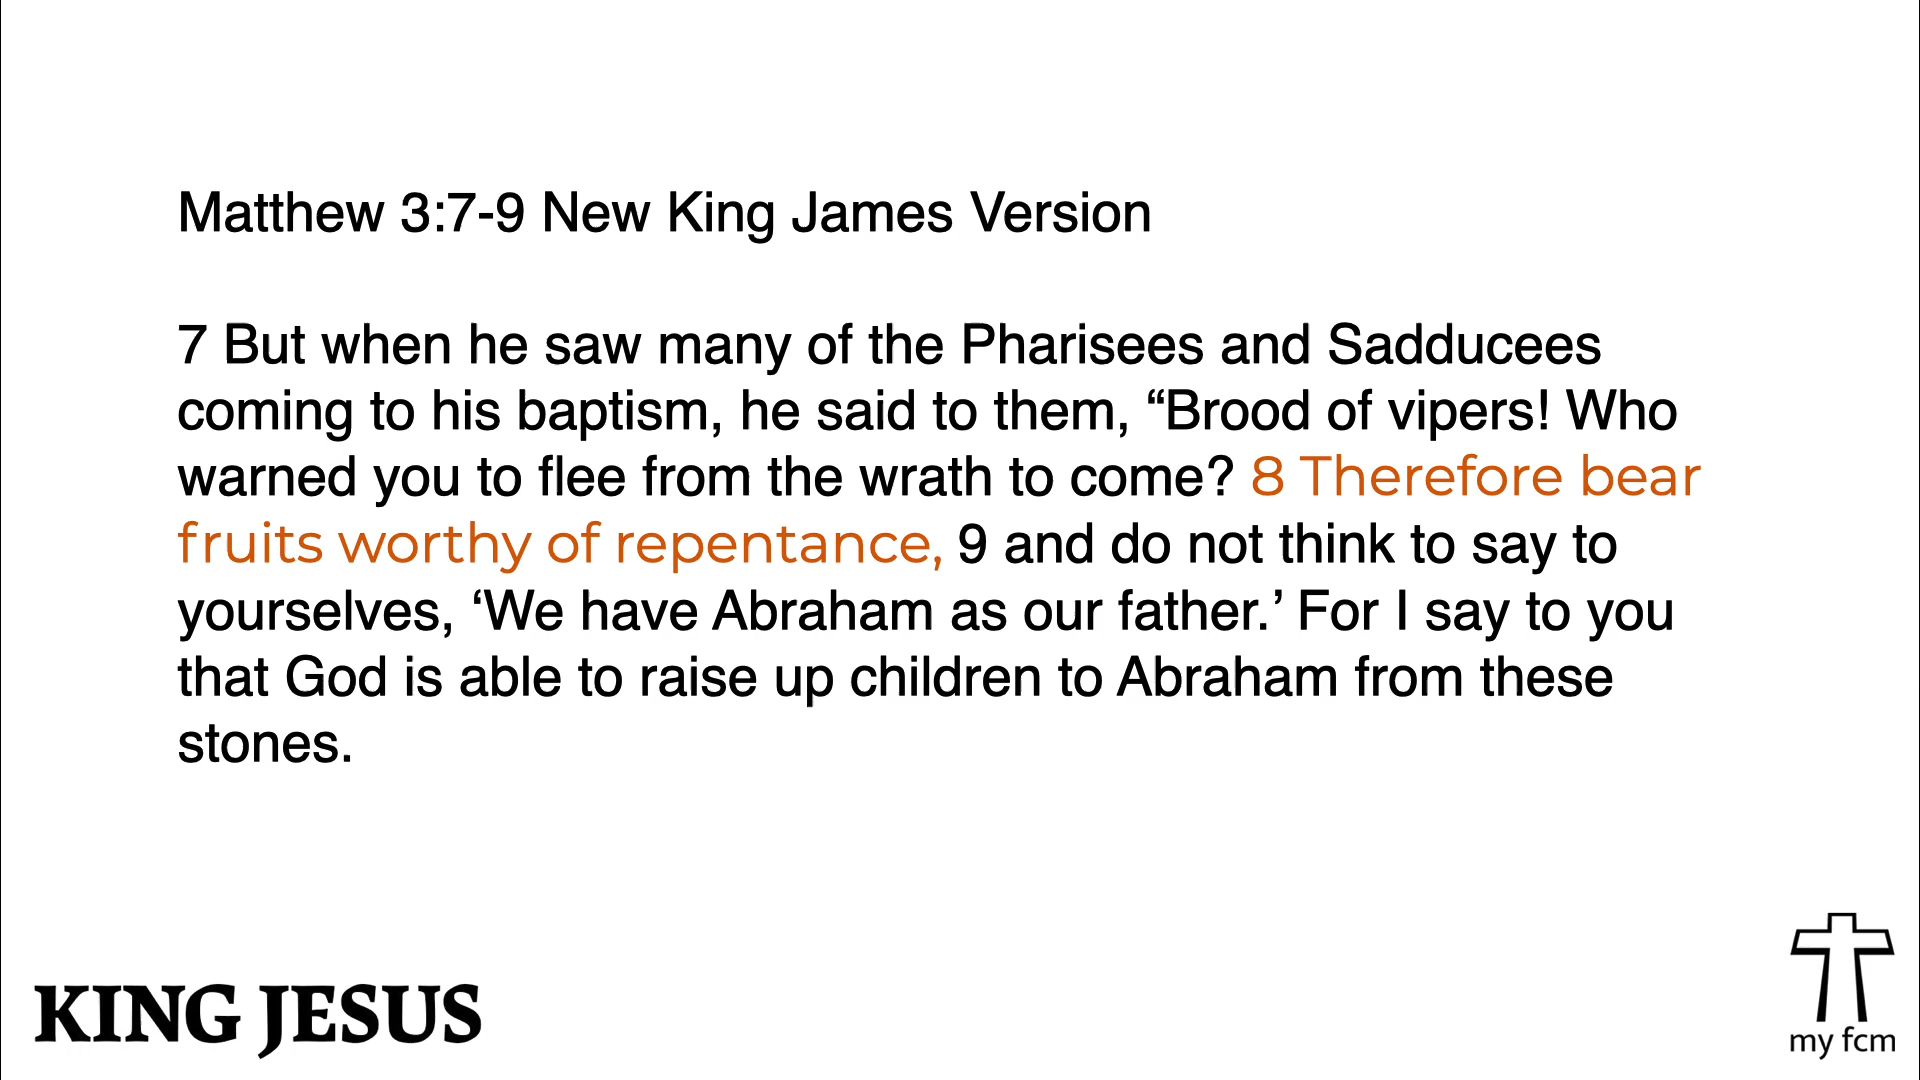 Matthew 3:7-9 New King James Version
7 But when he saw many of the Pharisees and Sadducees
coming to his baptism, he said to them, “Brood of vipers! Who
warned you to flee from the wrath to come? 8 Therefore bear
fruits worthy of repentance, 9 and do not think to say to
yourselves, ‘We have Abraham as our father.’ For I say to you
that God is able to raise up children to Abraham from these
stones.
KING JESUS
my fcm